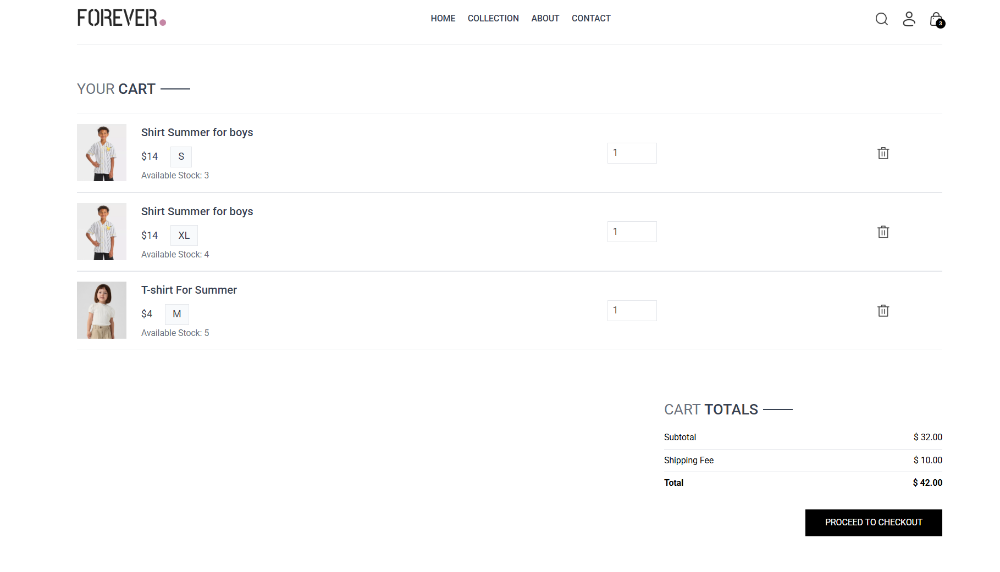 FOREVER.
HOME COLLECTION ABOUT CONTACT
3
YOUR CART
Shirt Summer for boys
$14 S
1
Available Stock: 3
Shirt Summer for boys
$14 XL
1
Available Stock: 4
T-shirt For Summer
$4 M
1
Available Stock: 5
CART TOTALS
Subtotal $ 32.00
Shipping Fee $ 10.00
Total $ 42.00
PROCEED TO CHECKOUT